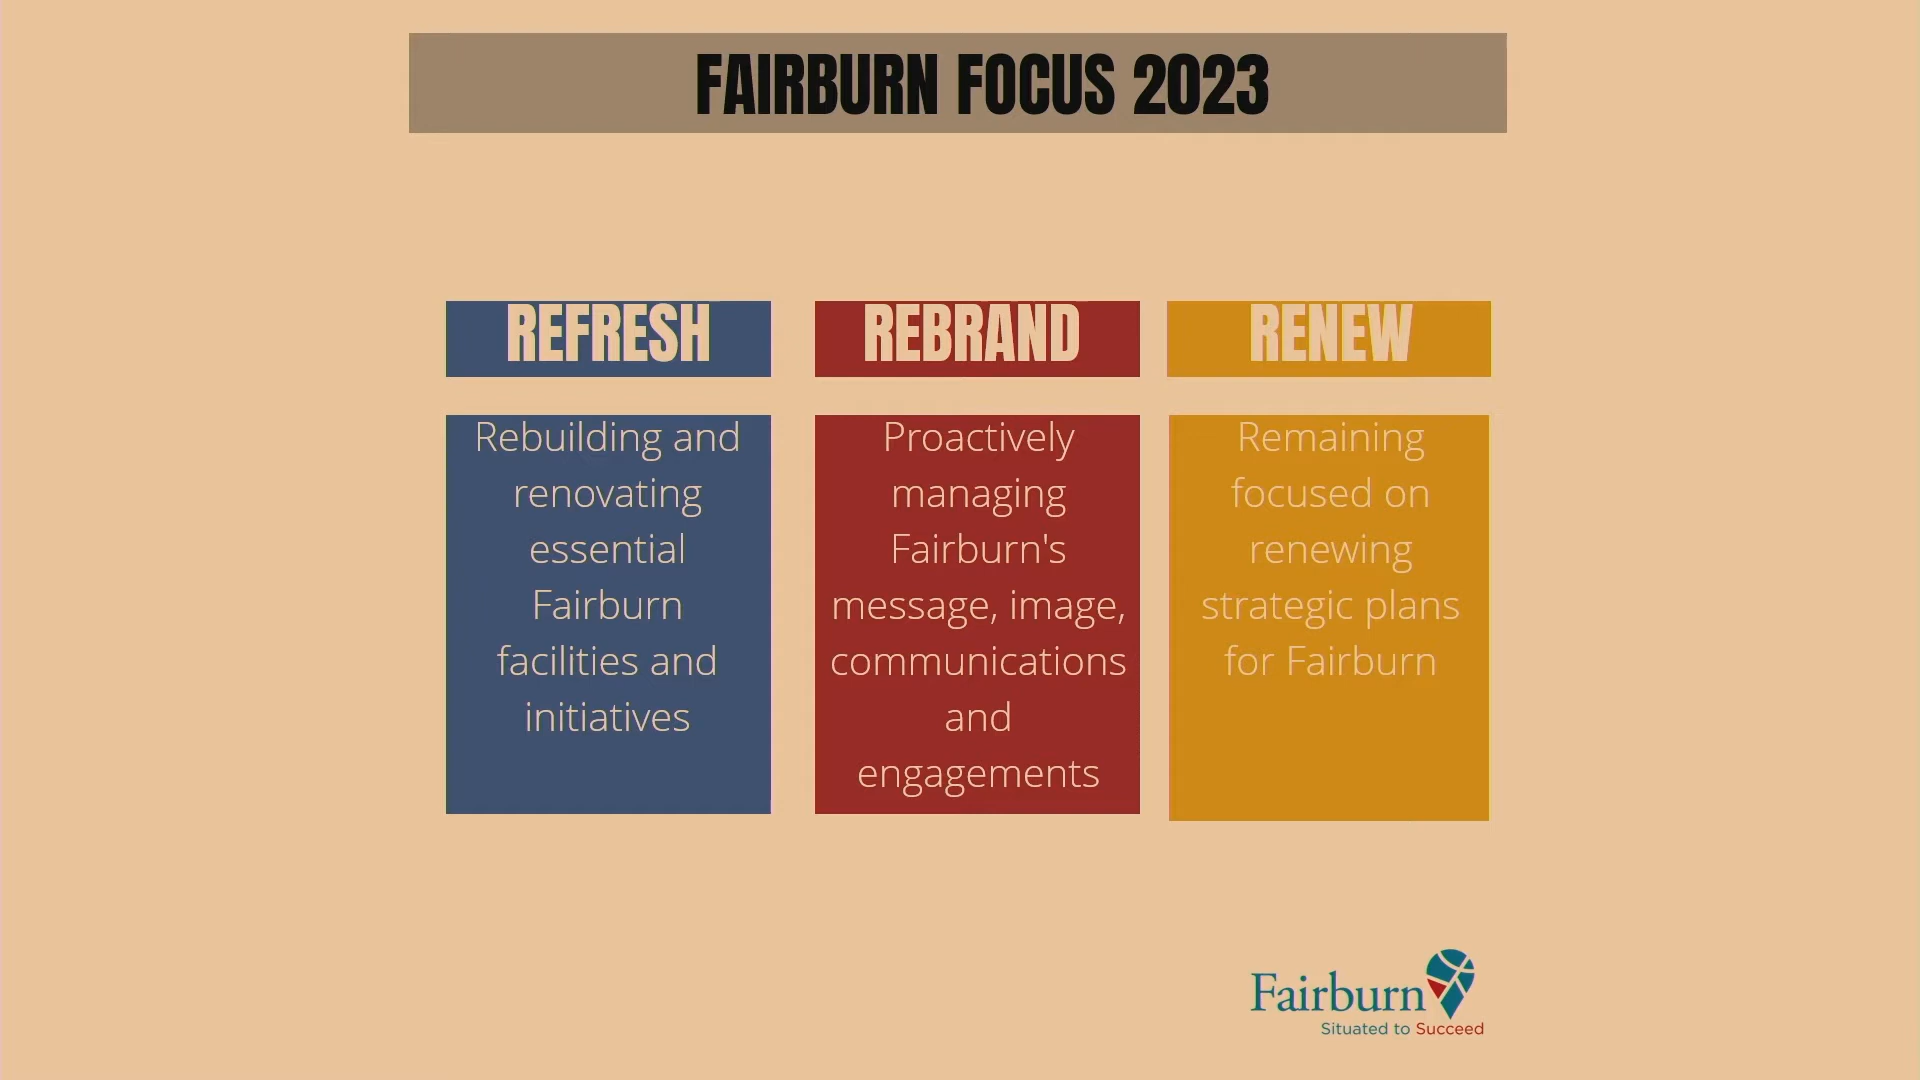 FAIRBURN FOCUS 2023
REFRESH
Rebuilding and
renovating
essential
Fairburn
facilities and
initiatives
REBRAND
Proactively
managing
Fairburn's
message, image,
communications
and
engagements
RENEW
Remaining
focused on
renewing
strategic plans
for Fairburn
Fairburn
Situated to Succeed